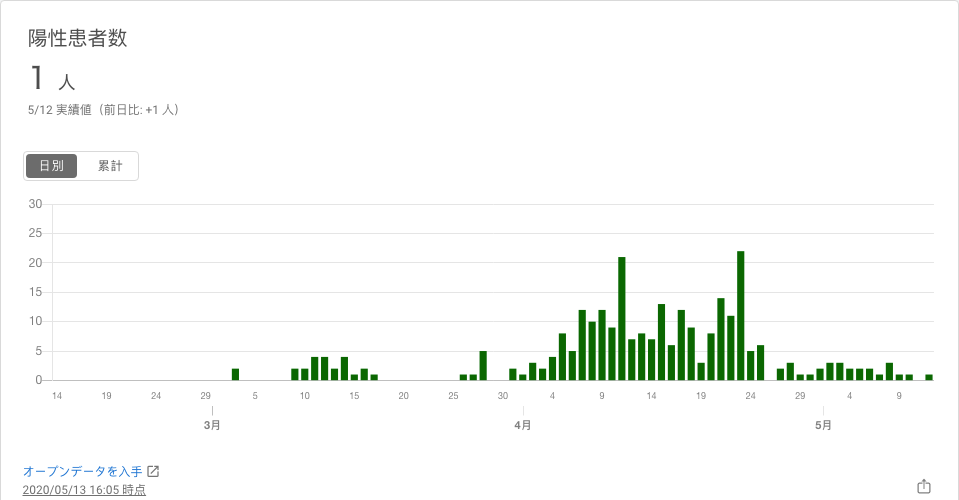 陽性患者数
1 人
5/12 実績値（前日比: +1 人）
日別 累計
30
25
20
15
10
5
0
14 19 24 29 5 10 15 20 25 30 4 9 14 19 24 29 4 9
3月 4月 5月
オープンデータを入手
2020/05/13 16:05 時点